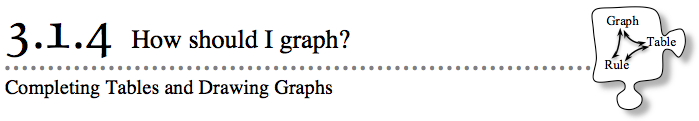 3.1.4 How should I graph?
Graph
Table
Rule
Completing Tables and Drawing Graphs